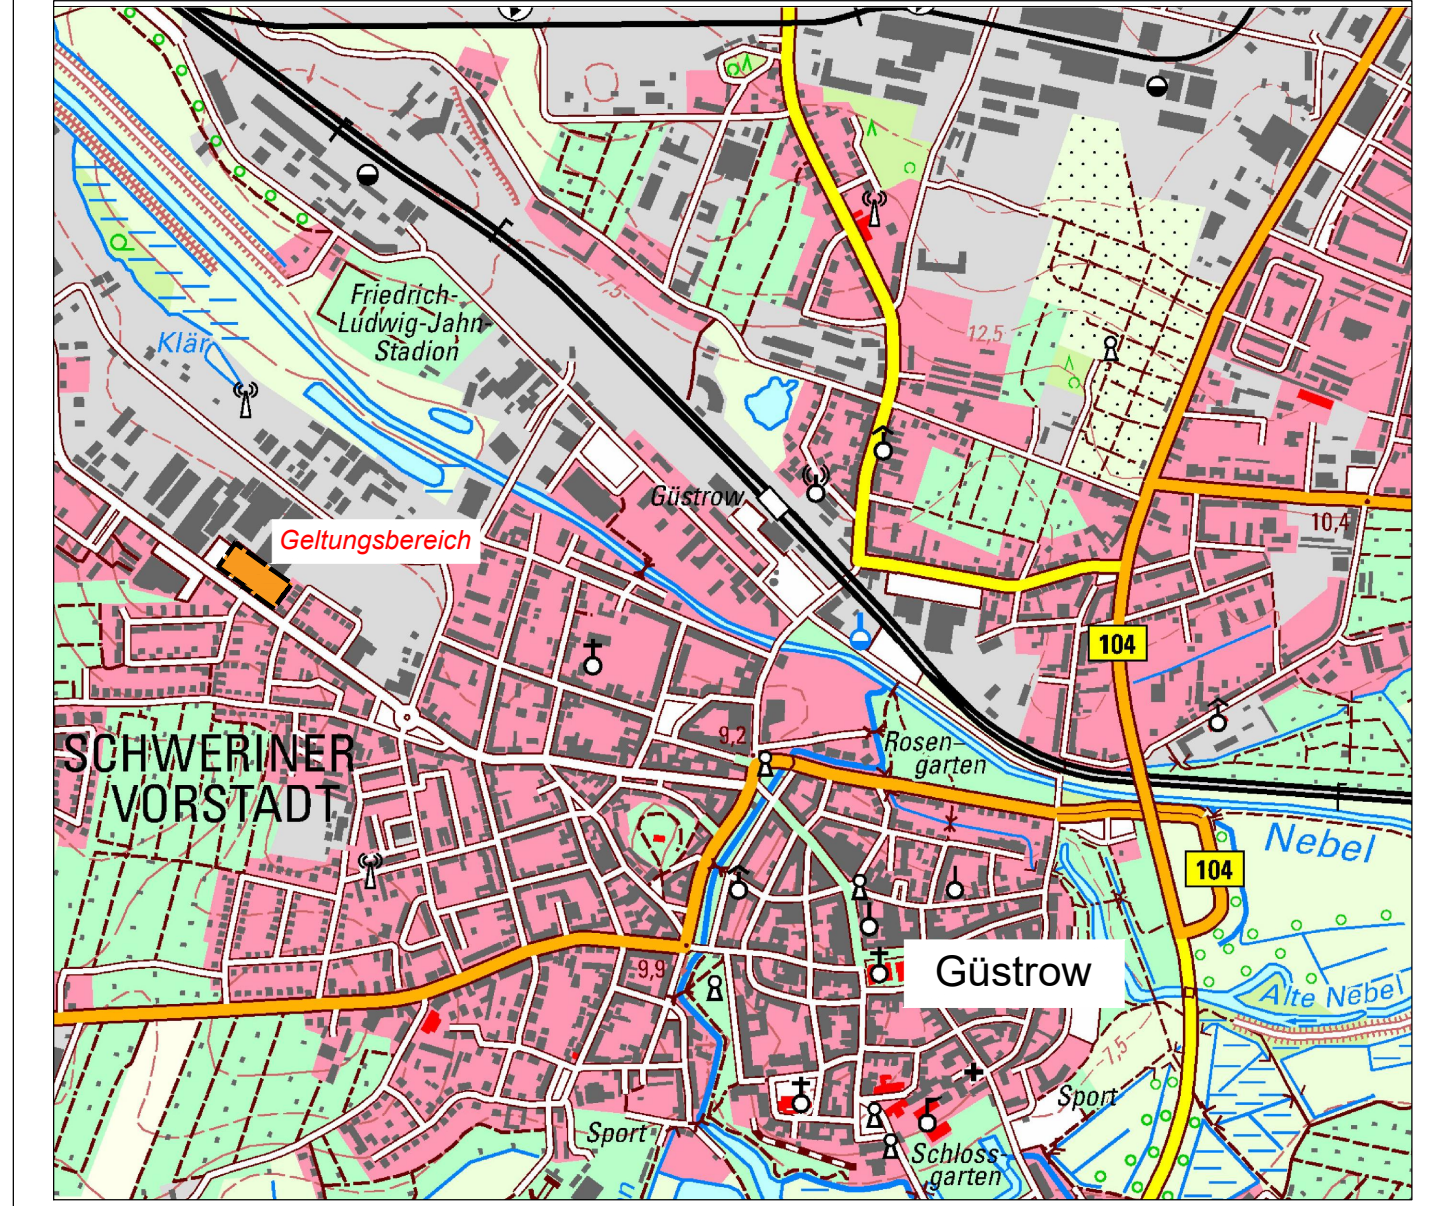 Friedrich-
Ludwig-Jahn-
Stadion
7,5
12,5
Klär
Güstrow
10,4
Geltungsbereich
104
9,2
Rosen-
garten
SCHWERINER
VORSTADT
Nebel
104
9,9
Güstrow
Alte Nebel
7,5
Sport
Sport
Schloss-
garten
n